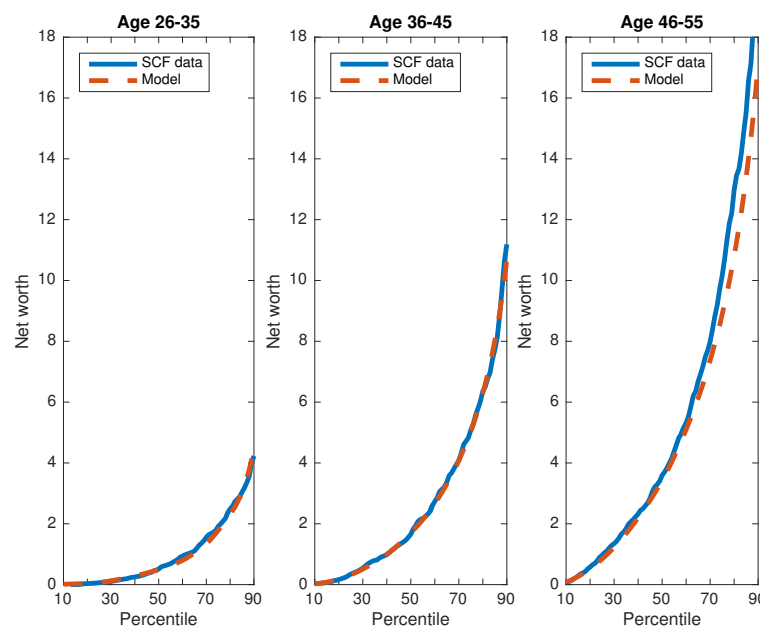 Age 26-35
Age 36-45
Age 46-55
Net worth
18
16
14
12
10
8
6
4
2
0
SCF data
Model
10 30 50 70 90
Percentile
Net worth
18
16
14
12
10
8
6
4
2
0
SCF data
Model
10 30 50 70 90
Percentile
Net worth
18
16
14
12
10
8
6
4
2
0
SCF data
Model
10 30 50 70 90
Percentile